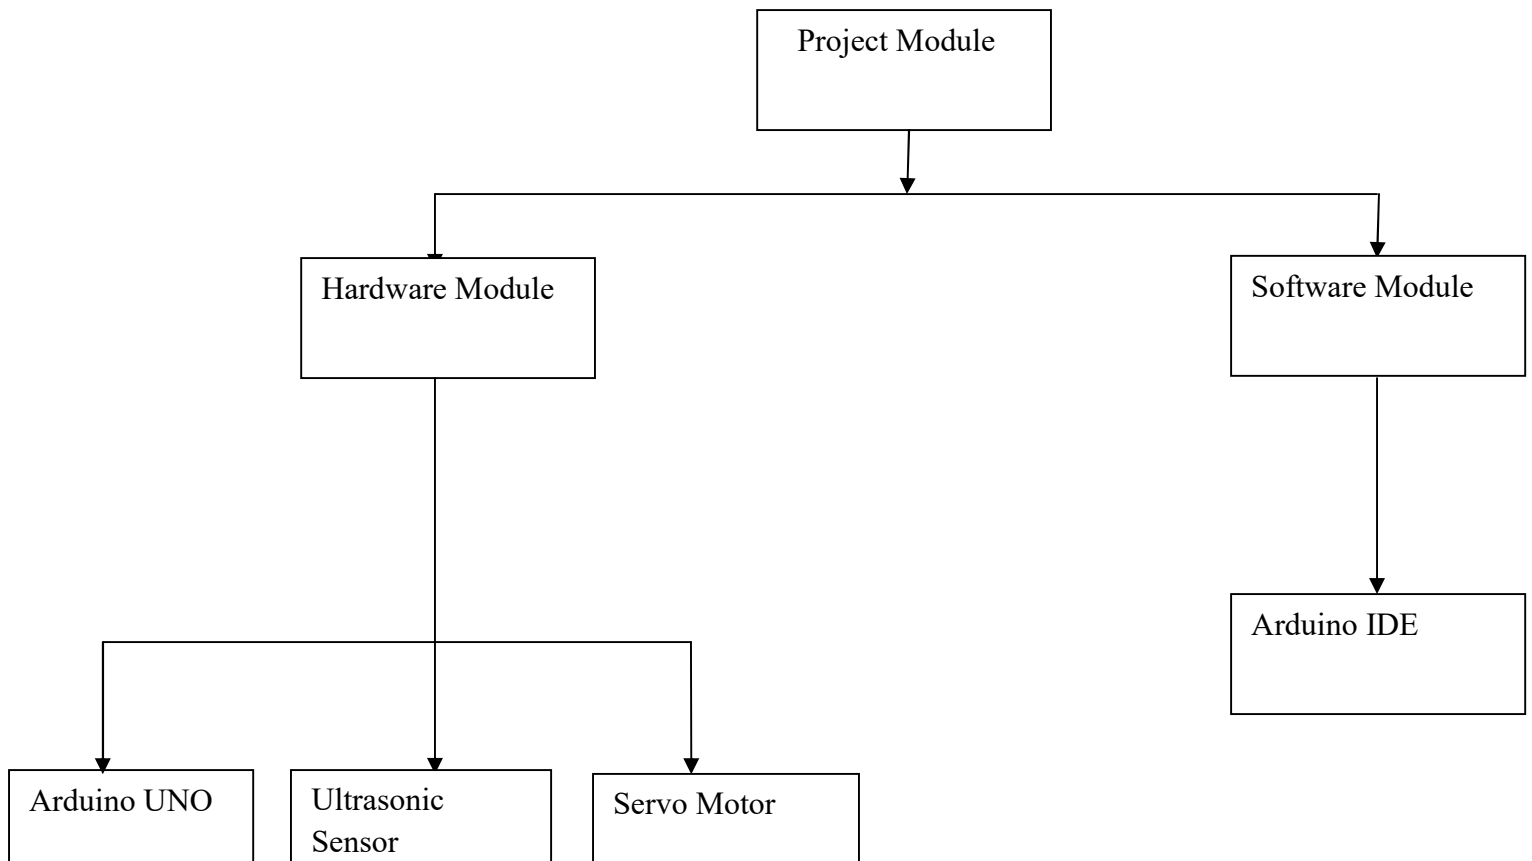 Project Module
Hardware Module
Software Module
Arduino IDE
Arduino UNO
Ultrasonic
Sensor
Servo Motor